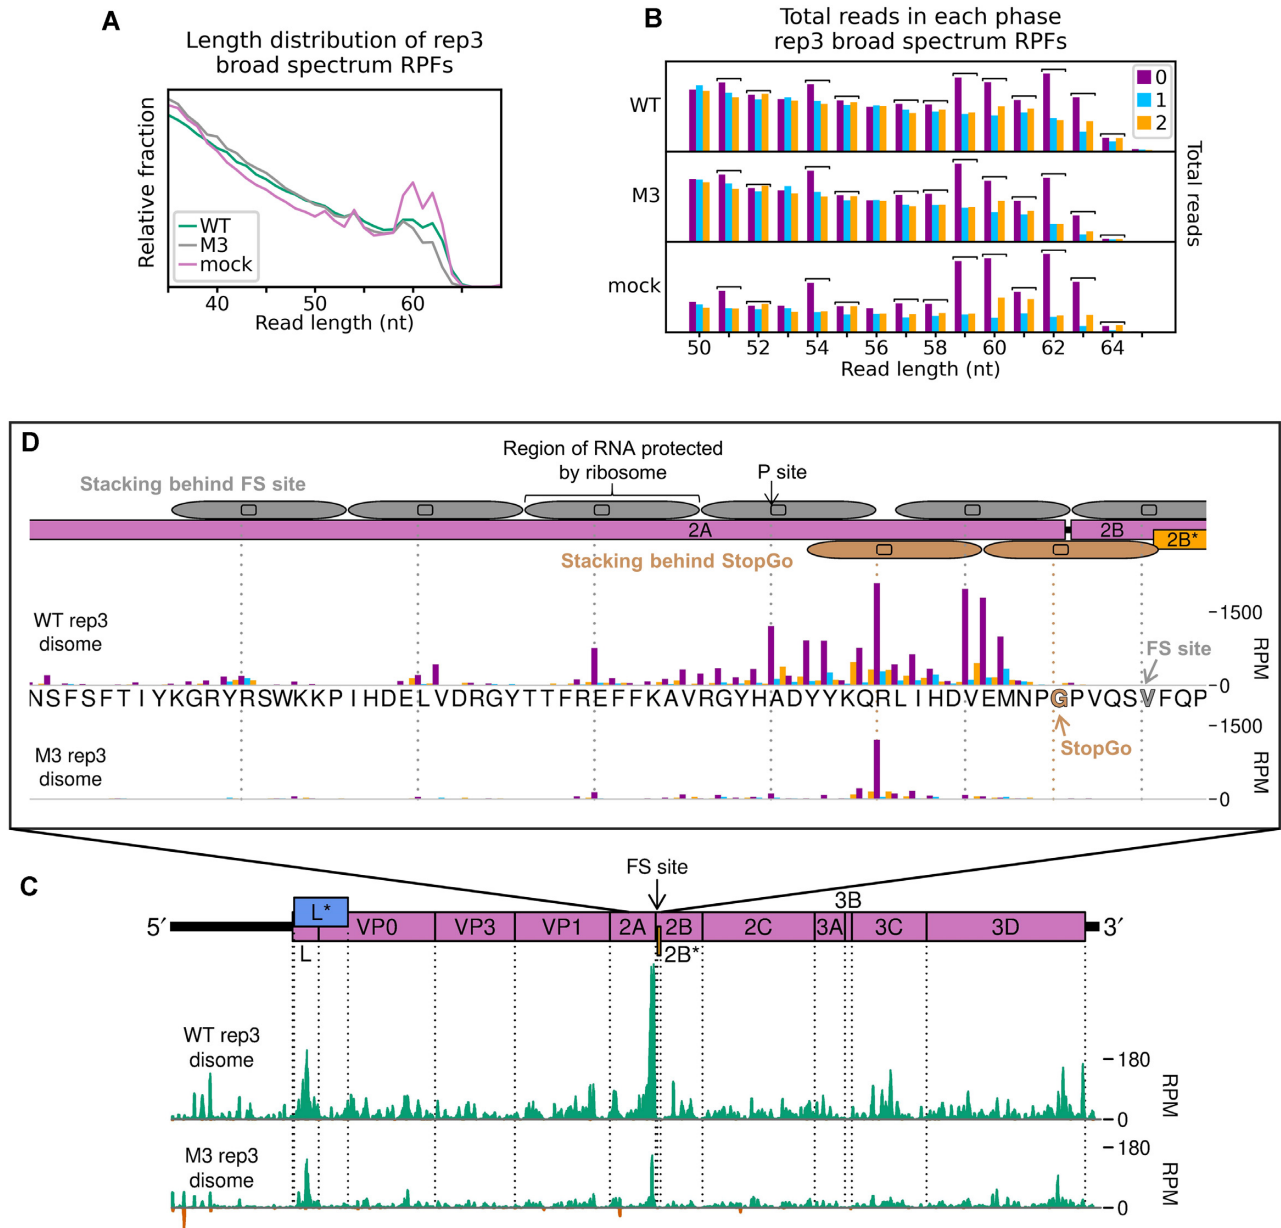 A
Length distribution of rep3
broad spectrum RPFs
Relative fraction
WT
M3
mock
40
50
60
Read length (nt)
B
Total reads in each phase
rep3 broad spectrum RPFs
WT
M3
mock
0
1
2
Total reads
50
52
54
56
58
60
62
64
Read length (nt)
D
Region of RNA protected
by ribosome
P site
Stacking behind FS site
2A
2B
2B*
Stacking behind StopGo
WT rep3
disome
1500
0
RPM
FS site
NSFSFTIYKGRYRSWKKPIHDELVDRGYTTFREFFKAVRGYHADYYKQRLIHDVEMNPGPVQSVFQP
StopGo
M3 rep3
disome
1500
0
RPM
C
FS site
5′
L*
L
VP0
VP3
VP1
2A
2B
2B*
2C
3A
3B
3C
3D
3′
WT rep3
disome
180
0
RPM
M3 rep3
disome
180
0
RPM